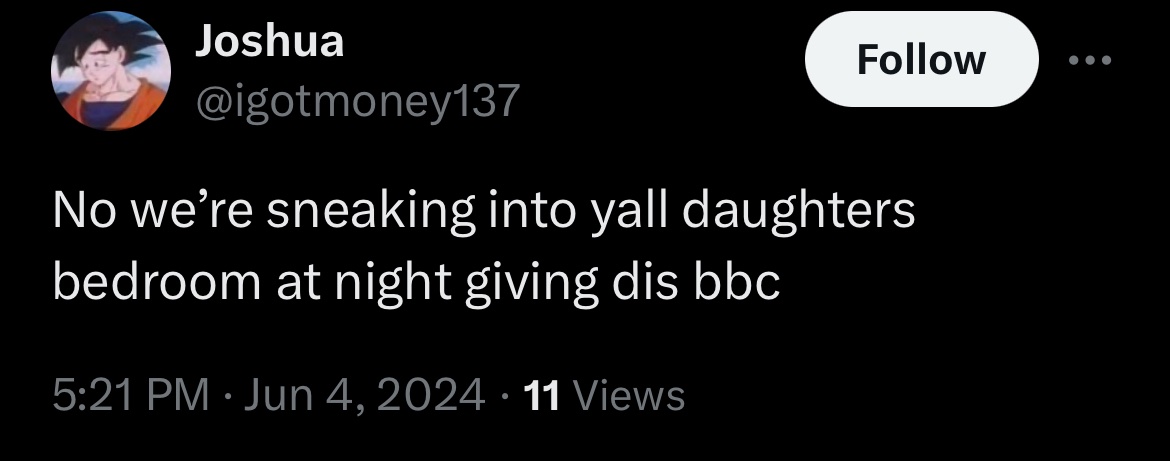 Joshua
@igotmoney137
Follow
No we’re sneaking into yall daughters
bedroom at night giving dis bbc
5:21 PM · Jun 4, 2024 · 11 Views